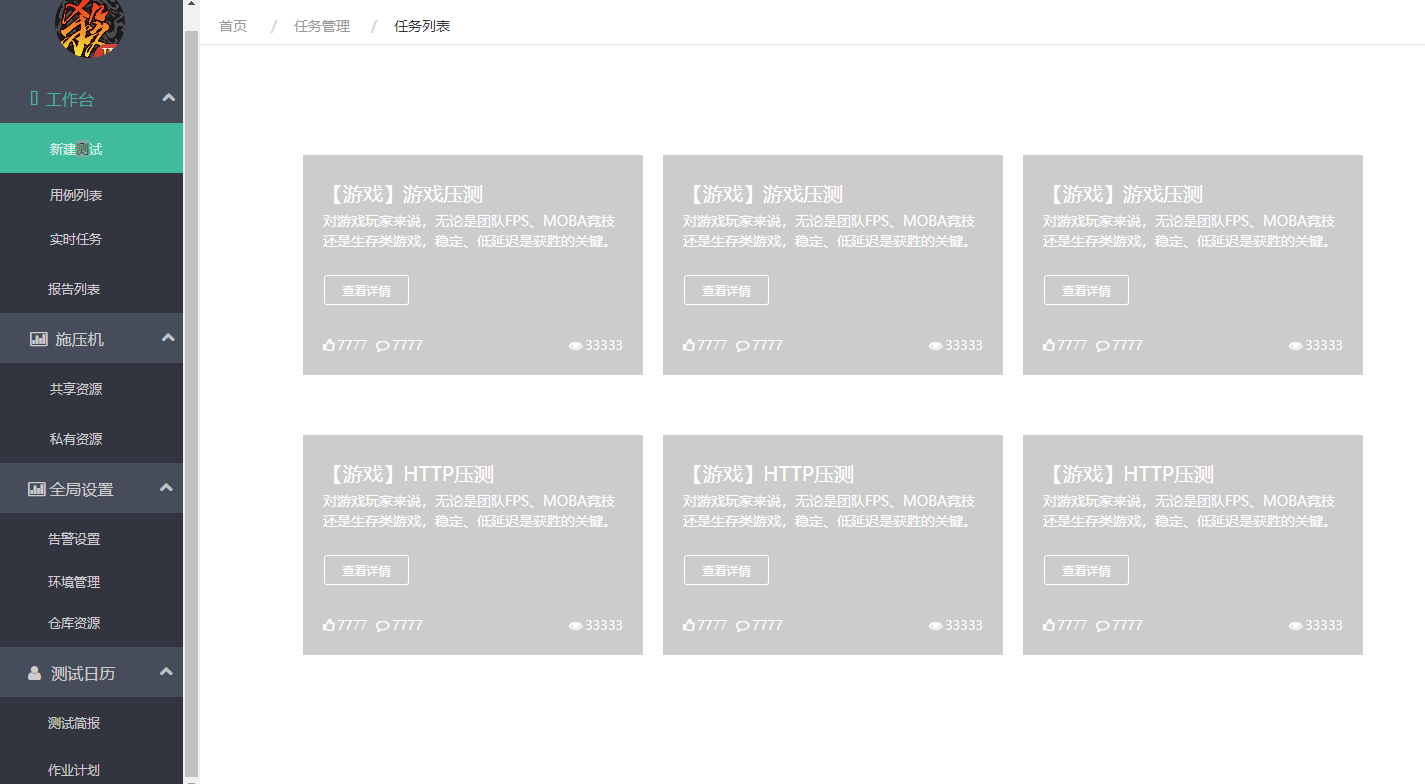 殺
首页 / 任务管理 / 任务列表
工作台
新建测试
用例列表
实时任务
报告列表
施压机
共享资源
私有资源
全局设置
告警设置
环境管理
仓库资源
测试日历
测试简报
作业计划
【游戏】游戏压测
对游戏玩家来说，无论是团队FPS、MOBA竞技
还是生存类游戏，稳定、低延迟是获胜的关键。
查看详情
7777 7777 33333
【游戏】游戏压测
对游戏玩家来说，无论是团队FPS、MOBA竞技
还是生存类游戏，稳定、低延迟是获胜的关键。
查看详情
7777 7777 33333
【游戏】游戏压测
对游戏玩家来说，无论是团队FPS、MOBA竞技
还是生存类游戏，稳定、低延迟是获胜的关键。
查看详情
7777 7777 33333
【游戏】HTTP压测
对游戏玩家来说，无论是团队FPS、MOBA竞技
还是生存类游戏，稳定、低延迟是获胜的关键。
查看详情
7777 7777 33333
【游戏】HTTP压测
对游戏玩家来说，无论是团队FPS、MOBA竞技
还是生存类游戏，稳定、低延迟是获胜的关键。
查看详情
7777 7777 33333
【游戏】HTTP压测
对游戏玩家来说，无论是团队FPS、MOBA竞技
还是生存类游戏，稳定、低延迟是获胜的关键。
查看详情
7777 7777 33333